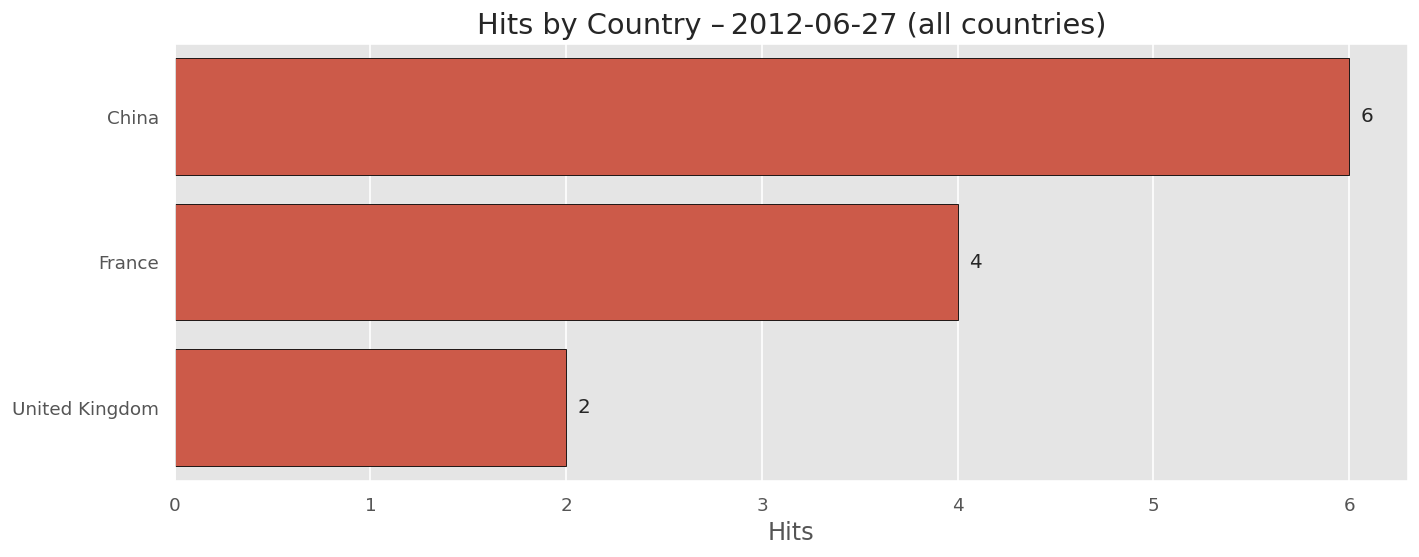 Hits by Country – 2012-06-27 (all countries)
China
6
France
4
United Kingdom
2
0 1 2 3 4 5 6
Hits